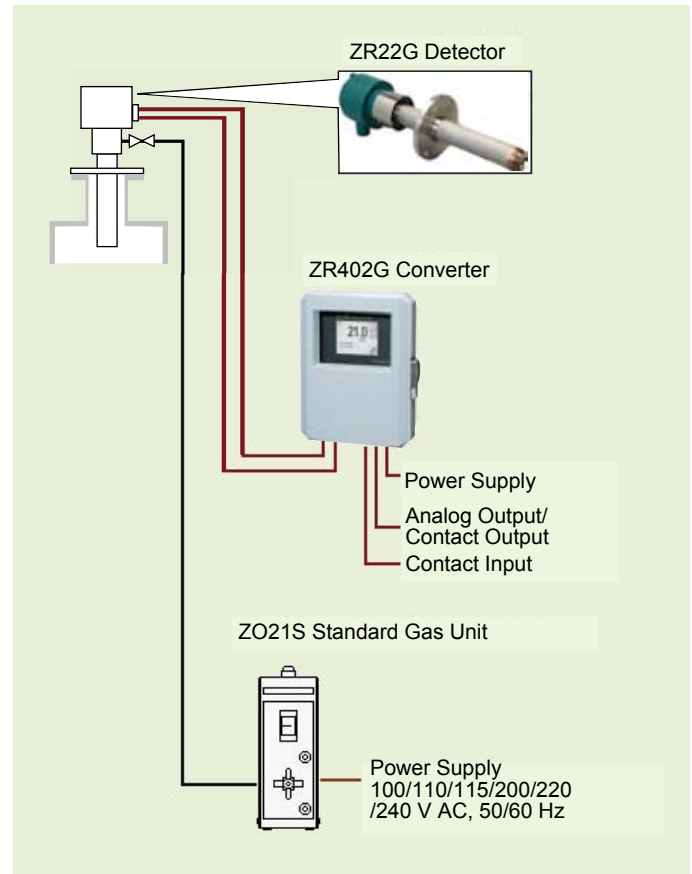 ZR22G Detector
ZR402G Converter
21.0
Power Supply
Analog Output/
Contact Output
Contact Input
ZO21S Standard Gas Unit
Power Supply
100/110/115/200/220
/240 V AC, 50/60 Hz